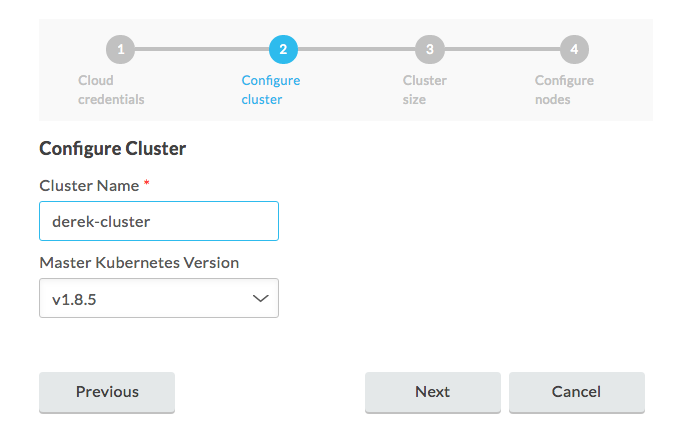 1
2
3
4
Cloud
credentials
Configure
cluster
Cluster
size
Configure
nodes
Configure Cluster
Cluster Name *
derek-cluster
Master Kubernetes Version
v1.8.5
Previous
Next
Cancel